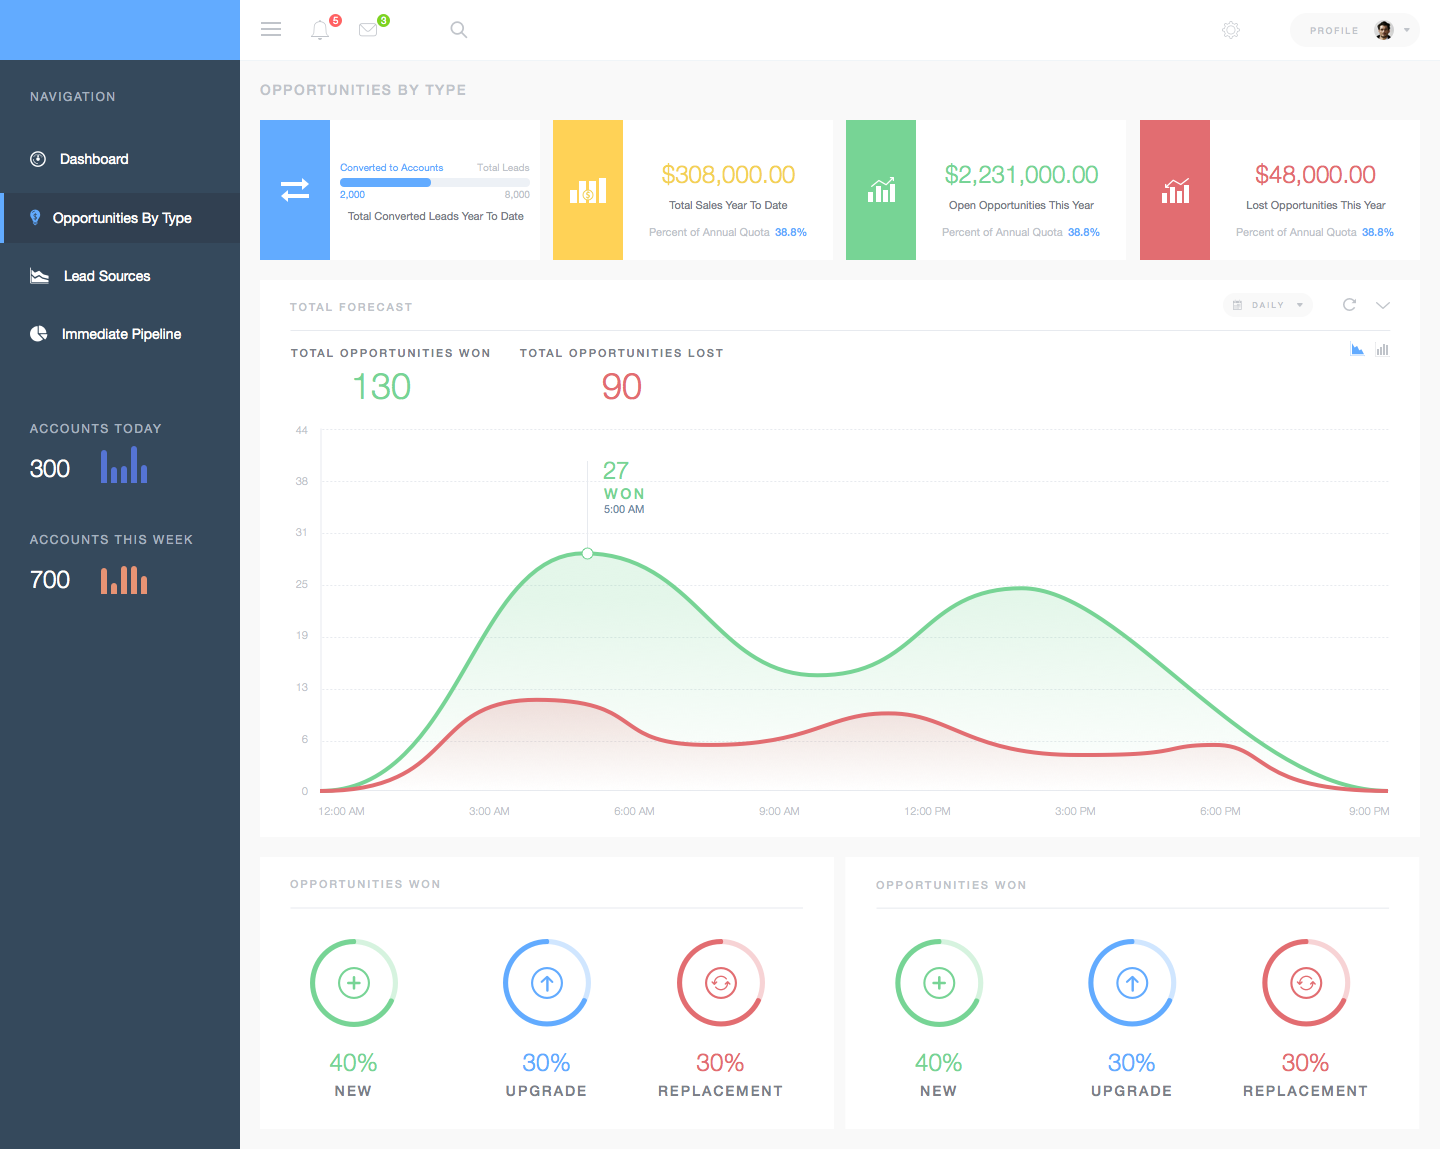 5
3
PROFILE
NAVIGATION
Dashboard
Opportunities By Type
Lead Sources
Immediate Pipeline
ACCOUNTS TODAY
300
ACCOUNTS THIS WEEK
700
OPPORTUNITIES BY TYPE
Converted to Accounts Total Leads
2,000 8,000
Total Converted Leads Year To Date
$308,000.00
Total Sales Year To Date
Percent of Annual Quota 38.8%
$2,231,000.00
Open Opportunities This Year
Percent of Annual Quota 38.8%
$48,000.00
Lost Opportunities This Year
Percent of Annual Quota 38.8%
TOTAL FORECAST
DAILY
TOTAL OPPORTUNITIES WON
130
TOTAL OPPORTUNITIES LOST
90
44
38
31
25
19
13
6
0
27
WON
5:00 AM
12:00 AM 3:00 AM 6:00 AM 9:00 AM 12:00 PM 3:00 PM 6:00 PM 9:00 PM
OPPORTUNITIES WON
40%
NEW
30%
UPGRADE
30%
REPLACEMENT
OPPORTUNITIES WON
40%
NEW
30%
UPGRADE
30%
REPLACEMENT